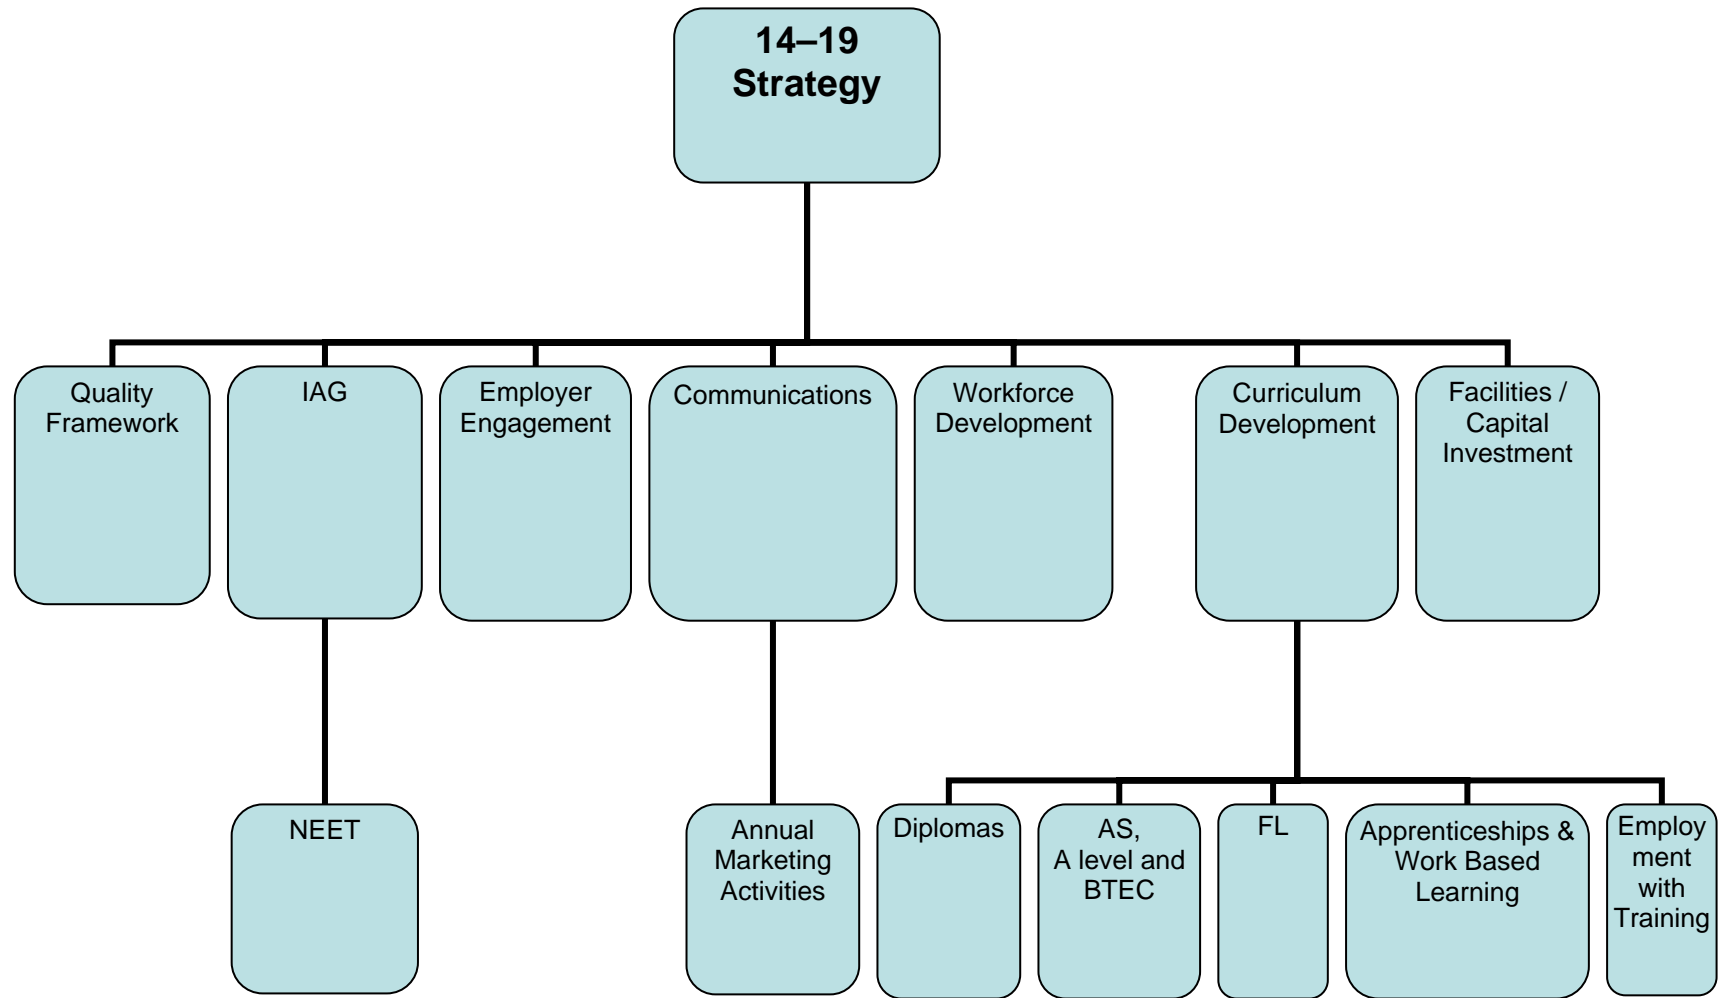 14–19
Strategy
Quality
Framework
IAG
Employer
Engagement
Communications
Workforce
Development
Curriculum
Development
Facilities /
Capital
Investment
NEET
Annual
Marketing
Activities
Diplomas
AS,
A level and
BTEC
FL
Apprenticeships &
Work Based
Learning
Employ
ment
with
Training